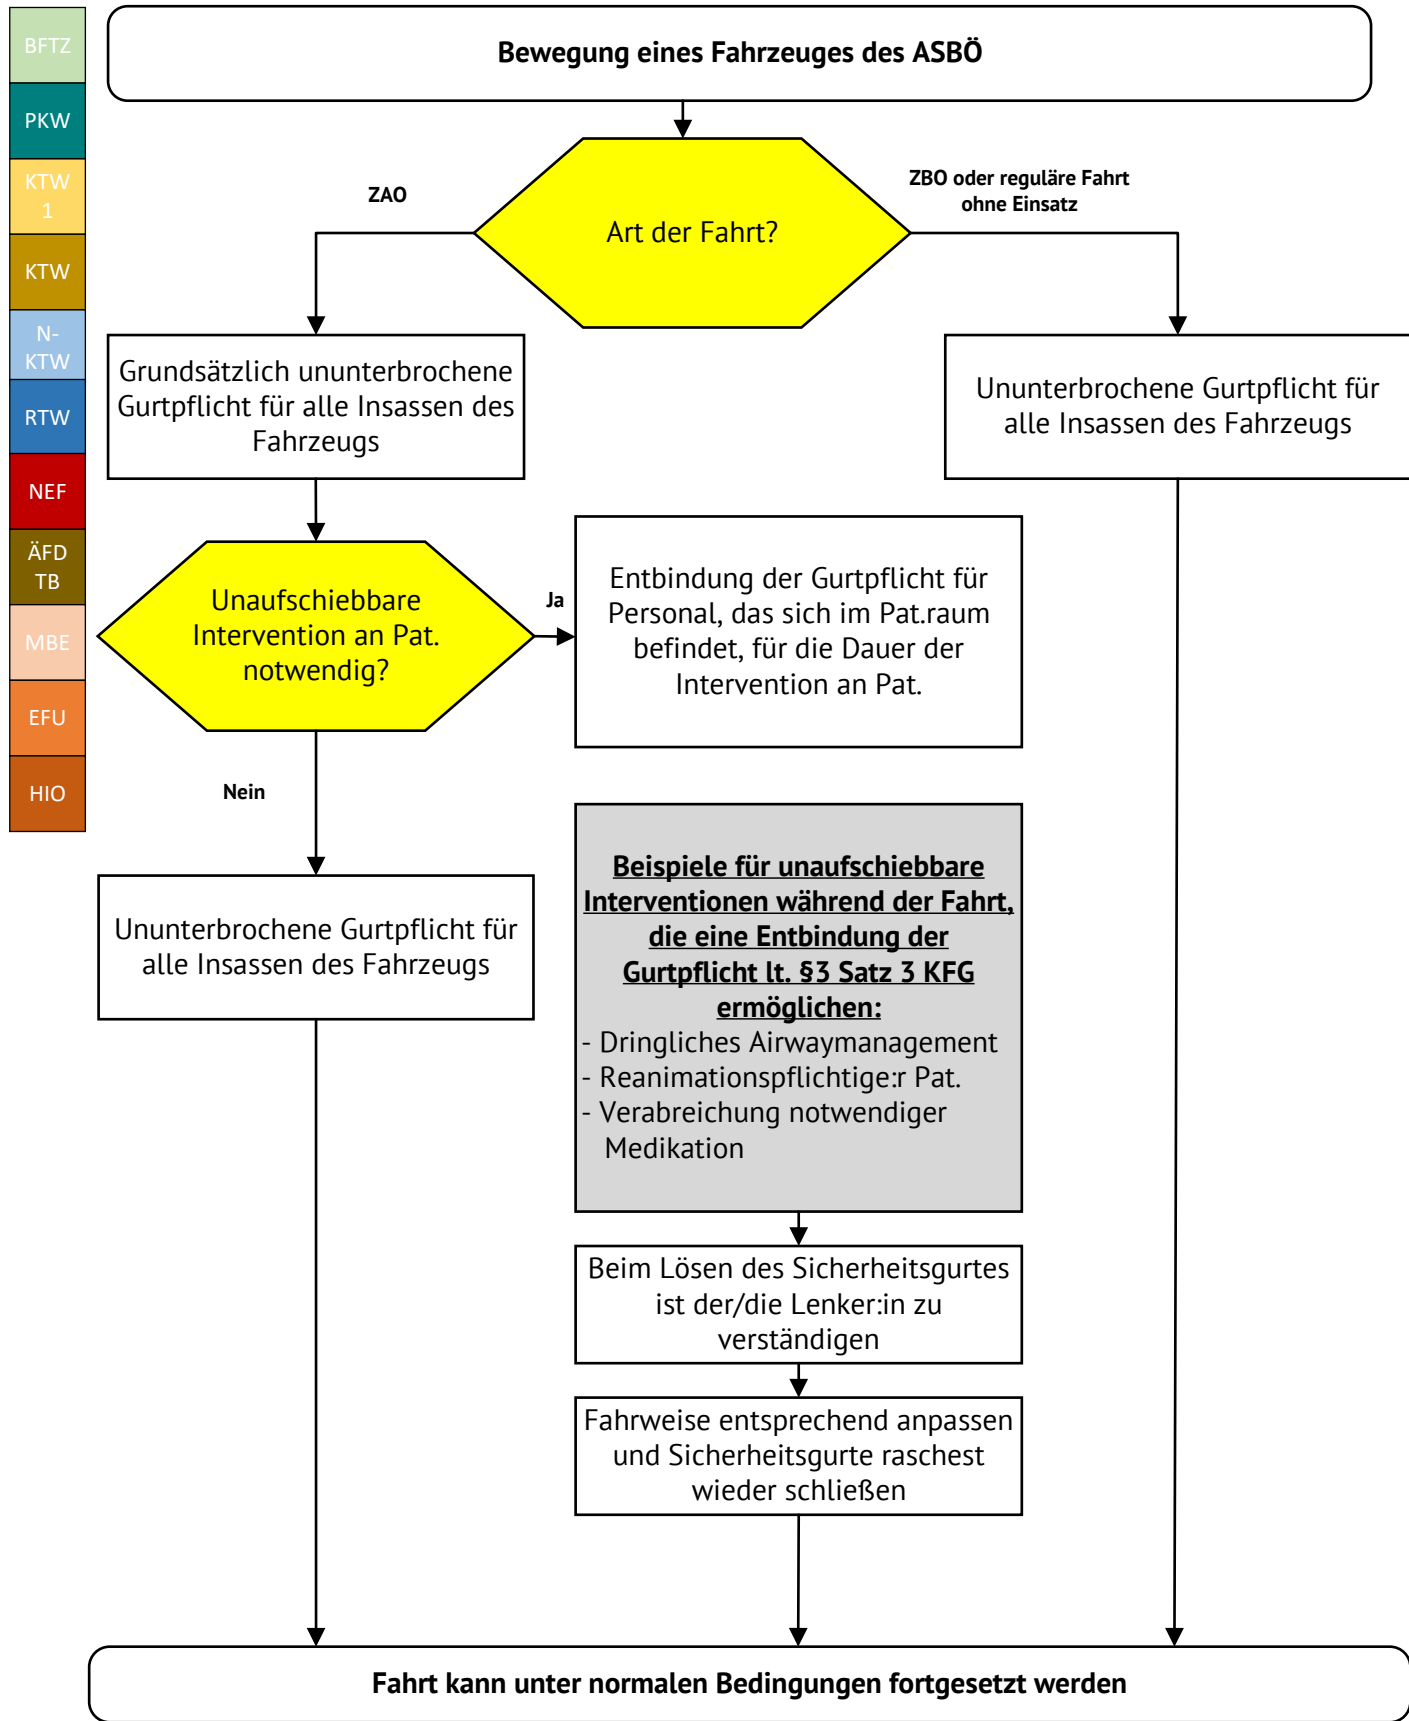 BFTZ
PKW
KTW
1
KTW
N-
KTW
RTW
NEF
ÄFD
TB
MBE
EFU
HIO
Bewegung eines Fahrzeuges des ASBÖ
Art der Fahrt?
ZAO
ZBO oder reguläre Fahrt
ohne Einsatz
Grundsätzlich ununterbrochene
Gurtpflicht für alle Insassen des
Fahrzeugs
Ununterbrochene Gurtpflicht für
alle Insassen des Fahrzeugs
Unaufschiebbare
Intervention an Pat.
notwendig?
Ja
Entbindung der Gurtpflicht für
Personal, das sich im Pat.raum
befindet, für die Dauer der
Intervention an Pat.
Nein
Ununterbrochene Gurtpflicht für
alle Insassen des Fahrzeugs
Beispiele für unaufschiebbare
Interventionen während der Fahrt,
die eine Entbindung der
Gurtpflicht lt. §3 Satz 3 KFG
ermöglichen:
- Dringliches Airwaymanagement
- Reanimationspflichtige:r Pat.
- Verabreichung notwendiger
Medikation
Beim Lösen des Sicherheitsgurtes
ist der/die Lenker:in zu
verständigen
Fahrweise entsprechend anpassen
und Sicherheitsgurte raschest
wieder schließen
Fahrt kann unter normalen Bedingungen fortgesetzt werden